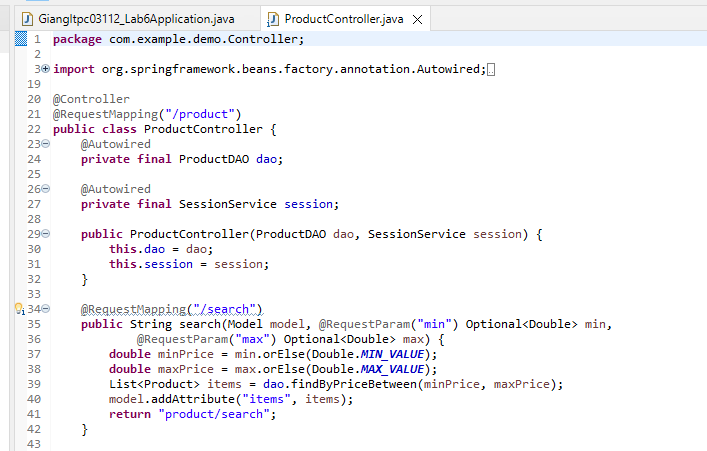 Giangltpc03112_Lab6Application.java ProductController.java
1 package com.example.demo.Controller;
2
3 import org.springframework.beans.factory.annotation.Autowired;
19
20 @Controller
21 @RequestMapping("/product")
22 public class ProductController {
23 @Autowired
24 private final ProductDAO dao;
25
26 @Autowired
27 private final SessionService session;
28
29 public ProductController(ProductDAO dao, SessionService session) {
30 this.dao = dao;
31 this.session = session;
32 }
33
34 @RequestMapping("/search")
35 public String search(Model model, @RequestParam("min") Optional<Double> min,
36 @RequestParam("max") Optional<Double> max) {
37 double minPrice = min.orElse(Double.MIN_VALUE);
38 double maxPrice = max.orElse(Double.MAX_VALUE);
39 List<Product> items = dao.findByPriceBetween(minPrice, maxPrice);
40 model.addAttribute("items", items);
41 return "product/search";
42 }
43